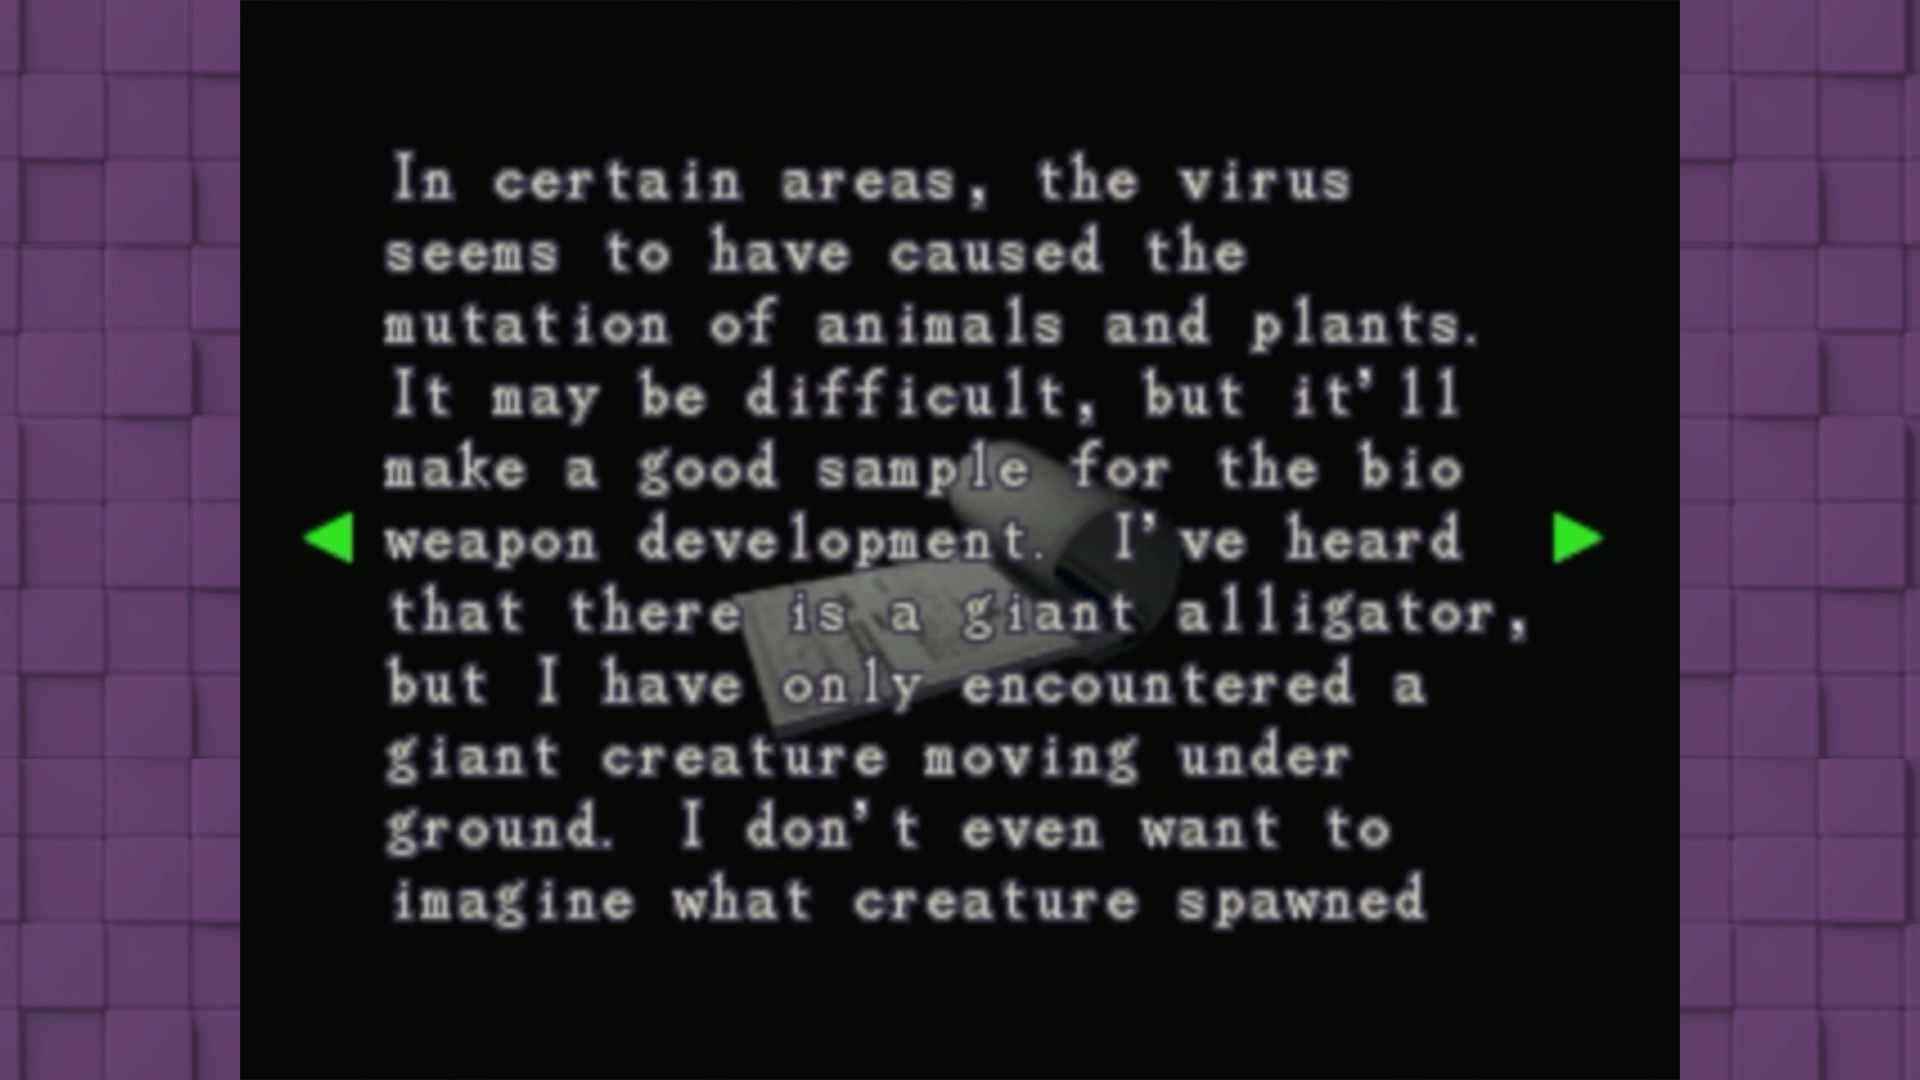 In certain areas, the virus
seems to have caused the
mutation of animals and plants.
It may be difficult, but it'll
make a good sample for the bio
weapon development. I've heard
that there is a giant alligator,
but I have only encountered a
giant creature moving under
ground. I don't even want to
imagine what creature spawned